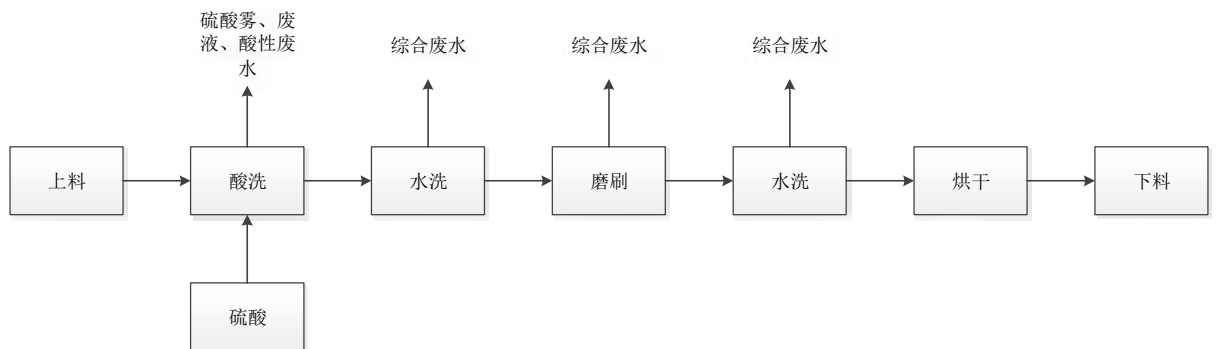 硫酸雾、废
液、酸性废
水
综合废水
综合废水
综合废水
上料
酸洗
水洗
磨刷
水洗
烘干
下料
硫酸